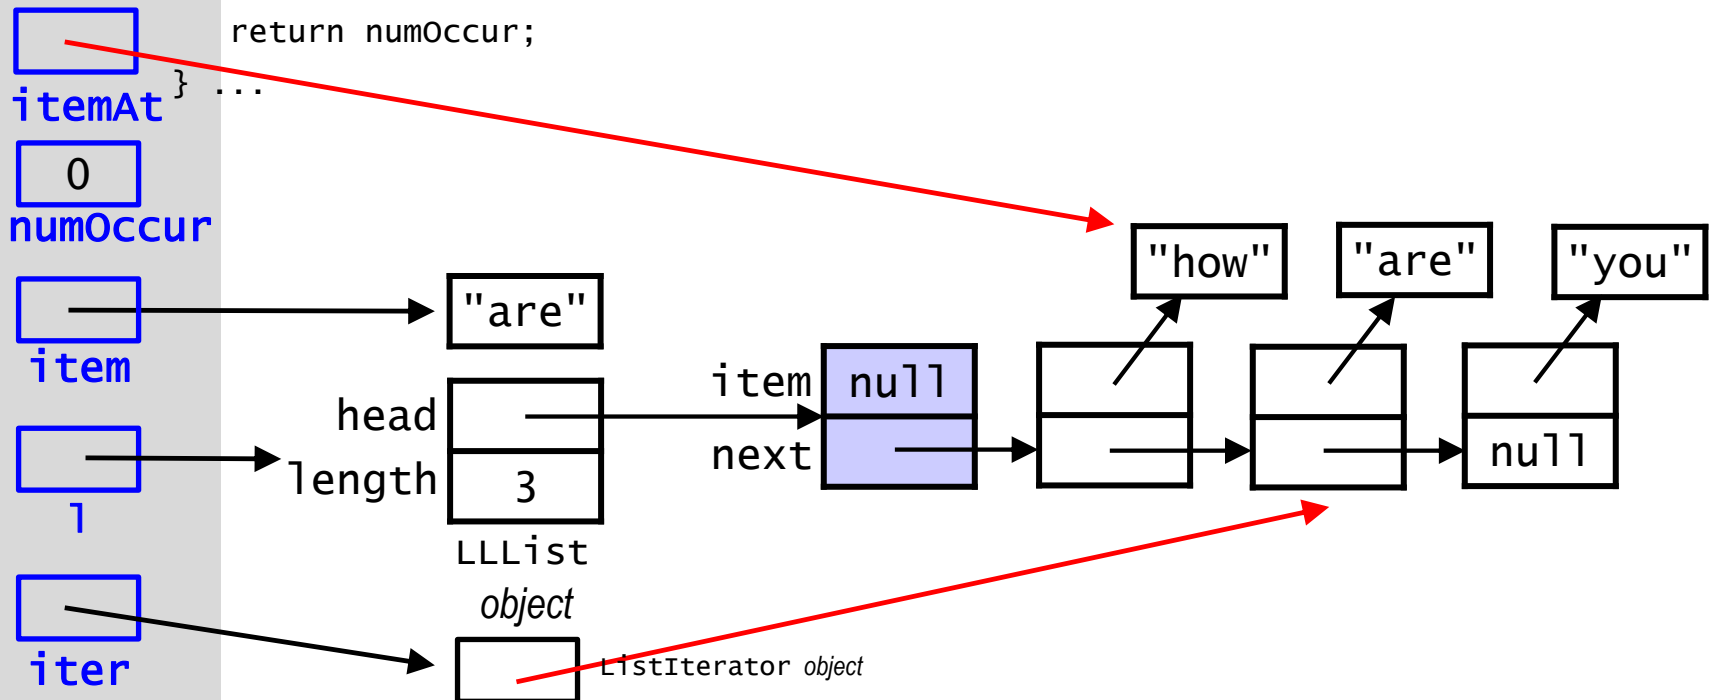 return numOccur;
} ...
itemAt
0
numOccur
"how" "are" "you"
"are"
item
item null
head
next null
length 3
l
LLList
object
iter
ListIterator object